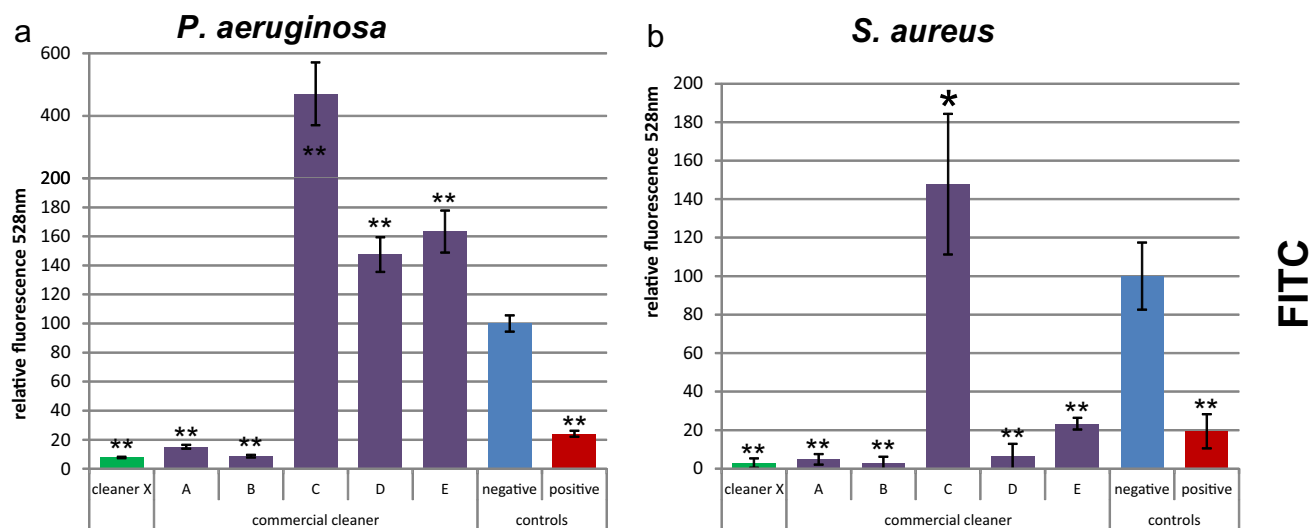 a
P. aeruginosa
relative fluorescence 528nm
600
400
200
180
160
140
120
100
80
60
40
20
0
** ** ** ** ** ** **
cleaner X A B C D E negative positive
commercial cleaner controls
b
S. aureus
relative fluorescence 528nm
200
180
160
140
120
100
80
60
40
20
0
** ** ** * ** ** **
cleaner X A B C D E negative positive
commercial cleaner controls
FITC